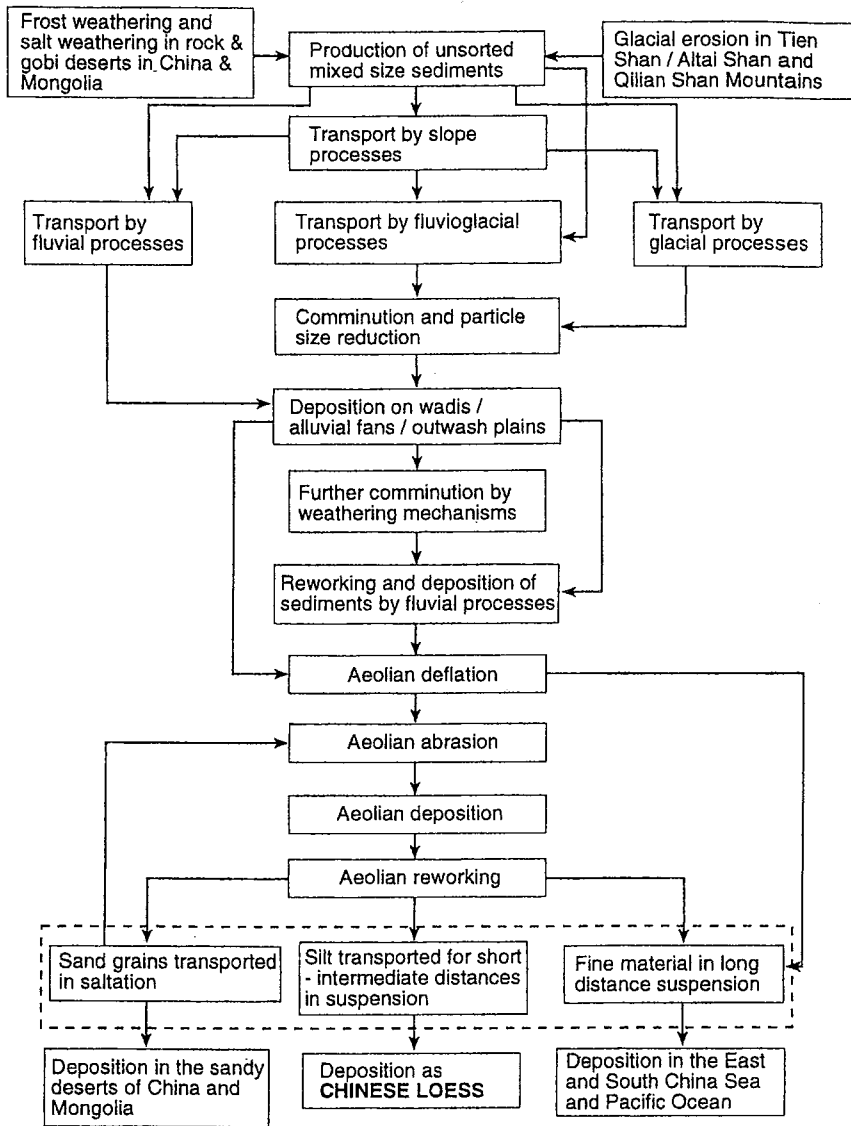 Frost weathering and
salt weathering in rock &
gobi deserts in China &
Mongolia
Production of unsorted
mixed size sediments
Glacial erosion in Tien
Shan / Altai Shan and
Qilian Shan Mountains
Transport by slope
processes
Transport by
fluvial processes
Transport by fluvioglacial
processes
Transport by
glacial processes
Comminution and particle
size reduction
Deposition on wadis /
alluvial fans / outwash plains
Further comminution by
weathering mechanisms
Reworking and deposition of
sediments by fluvial processes
Aeolian deflation
Aeolian abrasion
Aeolian deposition
Aeolian reworking
Sand grains transported
in saltation
Silt transported for short
- intermediate distances
in suspension
Fine material in long
distance suspension
Deposition in the sandy
deserts of China and
Mongolia
Deposition as
CHINESE LOESS
Deposition in the East
and South China Sea
and Pacific Ocean